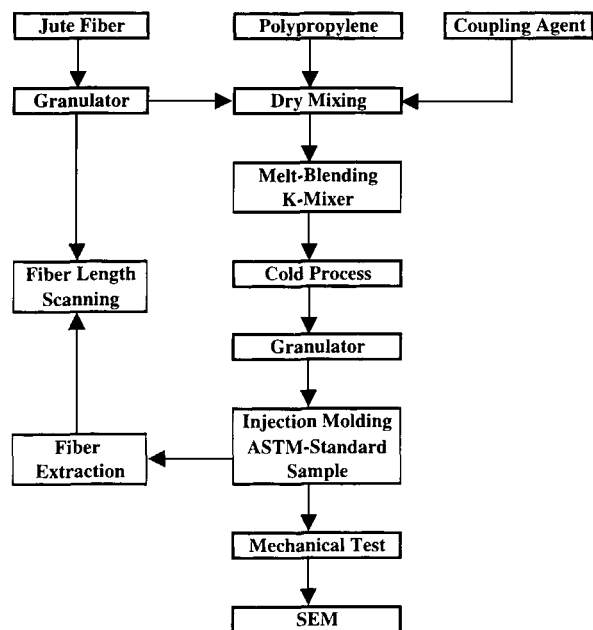 Jute Fiber
Polypropylene
Coupling Agent
Granulator
Dry Mixing
Melt-Blending
K-Mixer
Fiber Length
Scanning
Cold Process
Granulator
Injection Molding
ASTM-Standard
Sample
Fiber
Extraction
Mechanical Test
SEM